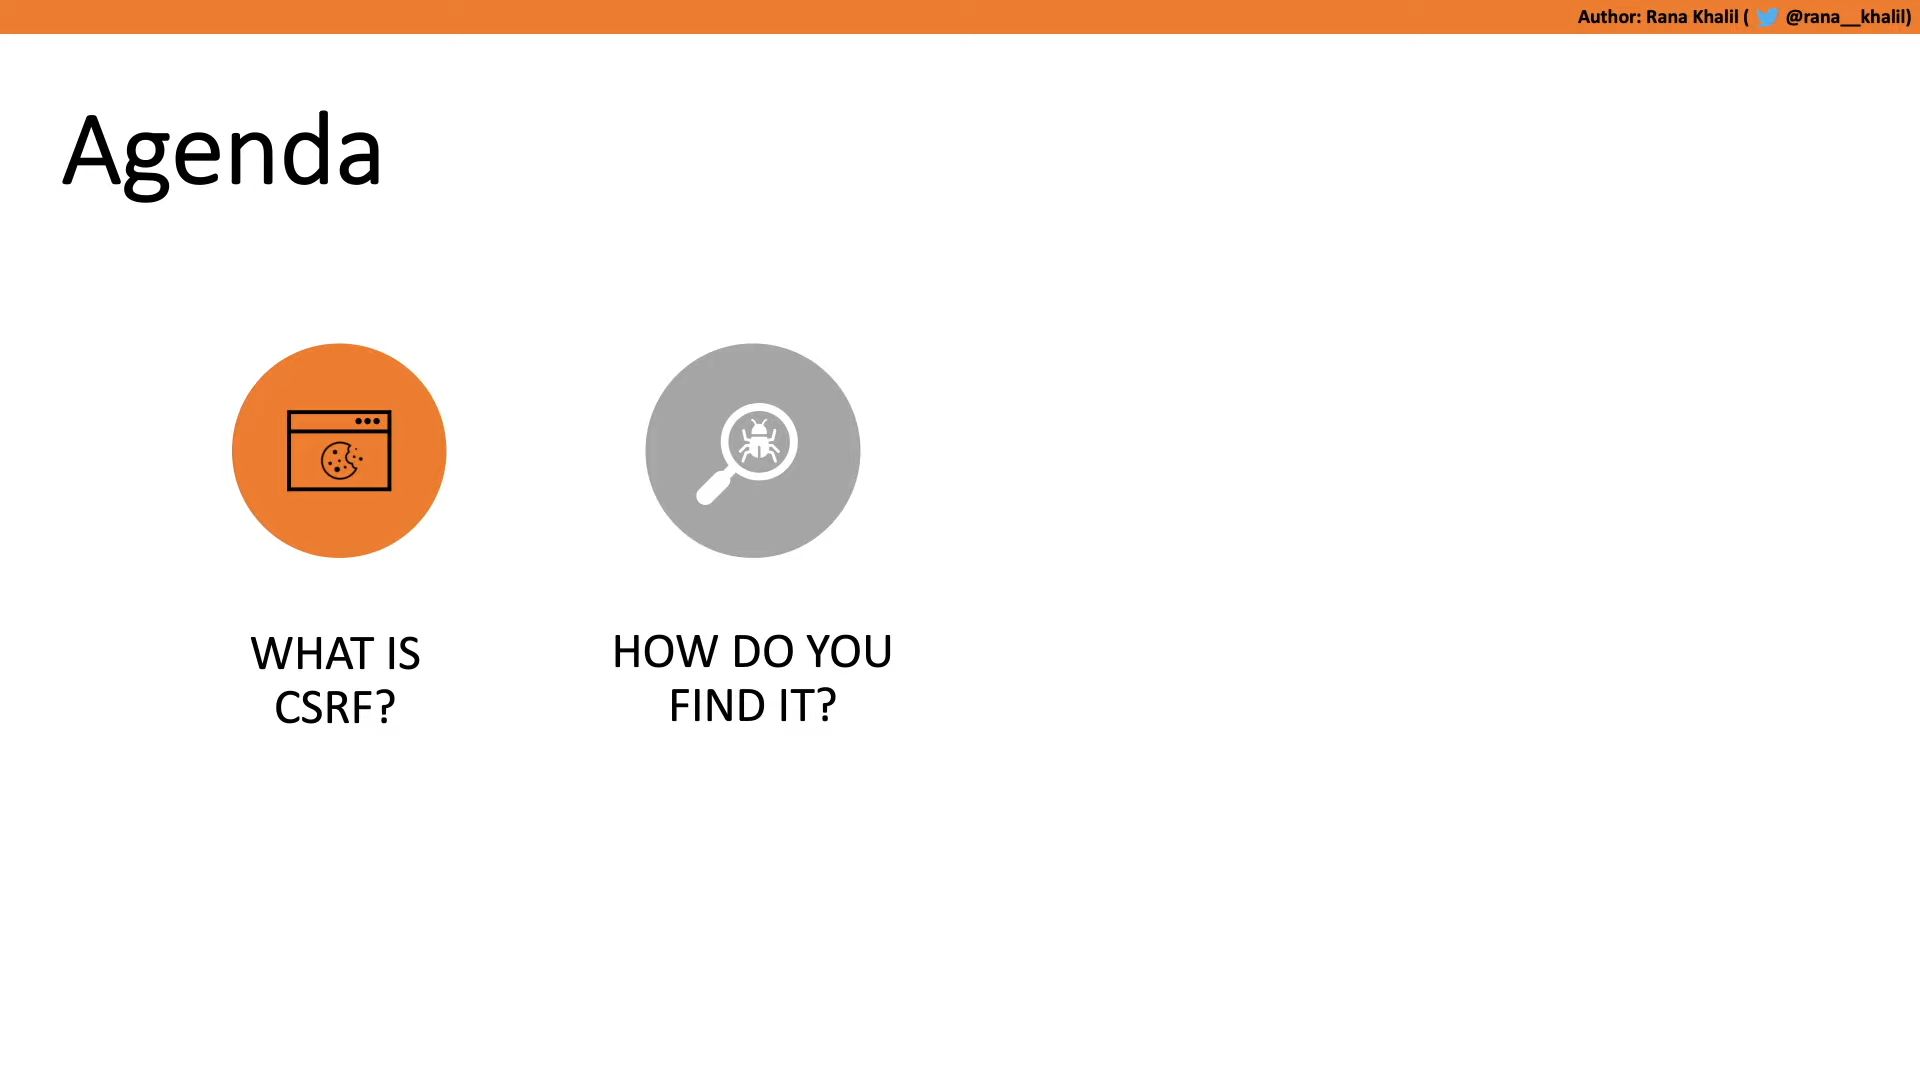 Author: Rana Khalil ( @rana__khalil)
Agenda
WHAT IS
CSRF?
HOW DO YOU
FIND IT?